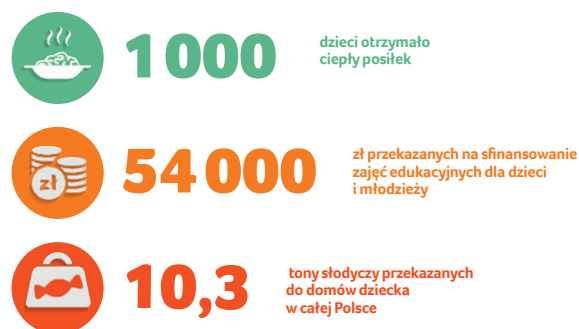 1 000
dzieci otrzymało
ciepły posiłek
zł
54 000
zł przekazanych na sfinansowanie
zajęć edukacyjnych dla dzieci
i młodzieży
10,3
tony słodyczy przekazanych
do domów dziecka
w całej Polsce